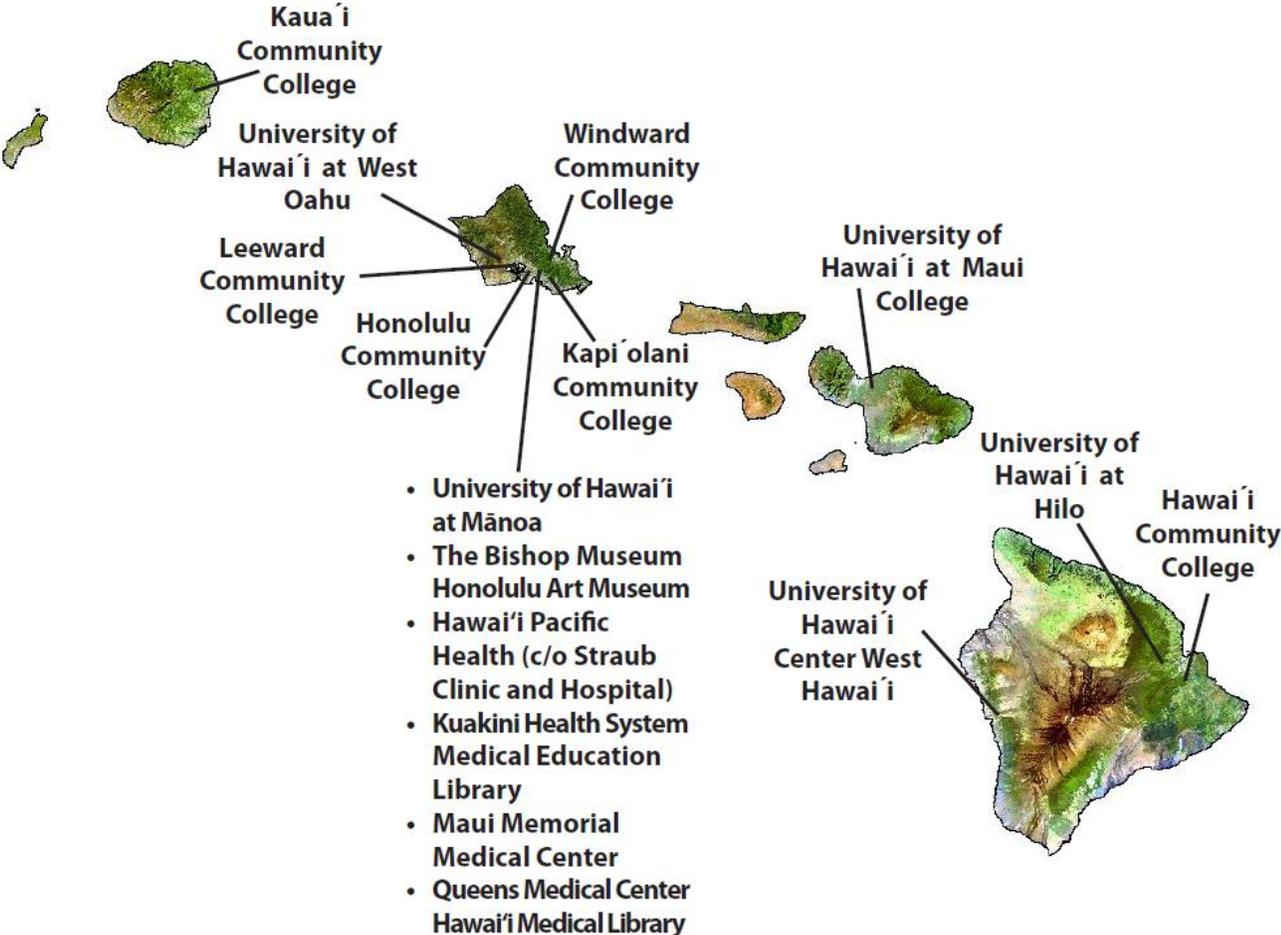 Kaua´i
Community
College
University of
Hawai´i at West
Oahu
Windward
Community
College
Leeward
Community
College
Honolulu
Community
College
Kapi´olani
Community
College
University of
Hawai´i at Maui
College
University of
Hawai´i at
Hilo
Hawai´i
Community
College
University of
Hawai´i
Center West
Hawai´i
• University of Hawai´i
at Mānoa
• The Bishop Museum
Honolulu Art Museum
• Hawai‘i Pacific
Health (c/o Straub
Clinic and Hospital)
• Kuakini Health System
Medical Education
Library
• Maui Memorial
Medical Center
• Queens Medical Center
Hawai‘i Medical Library